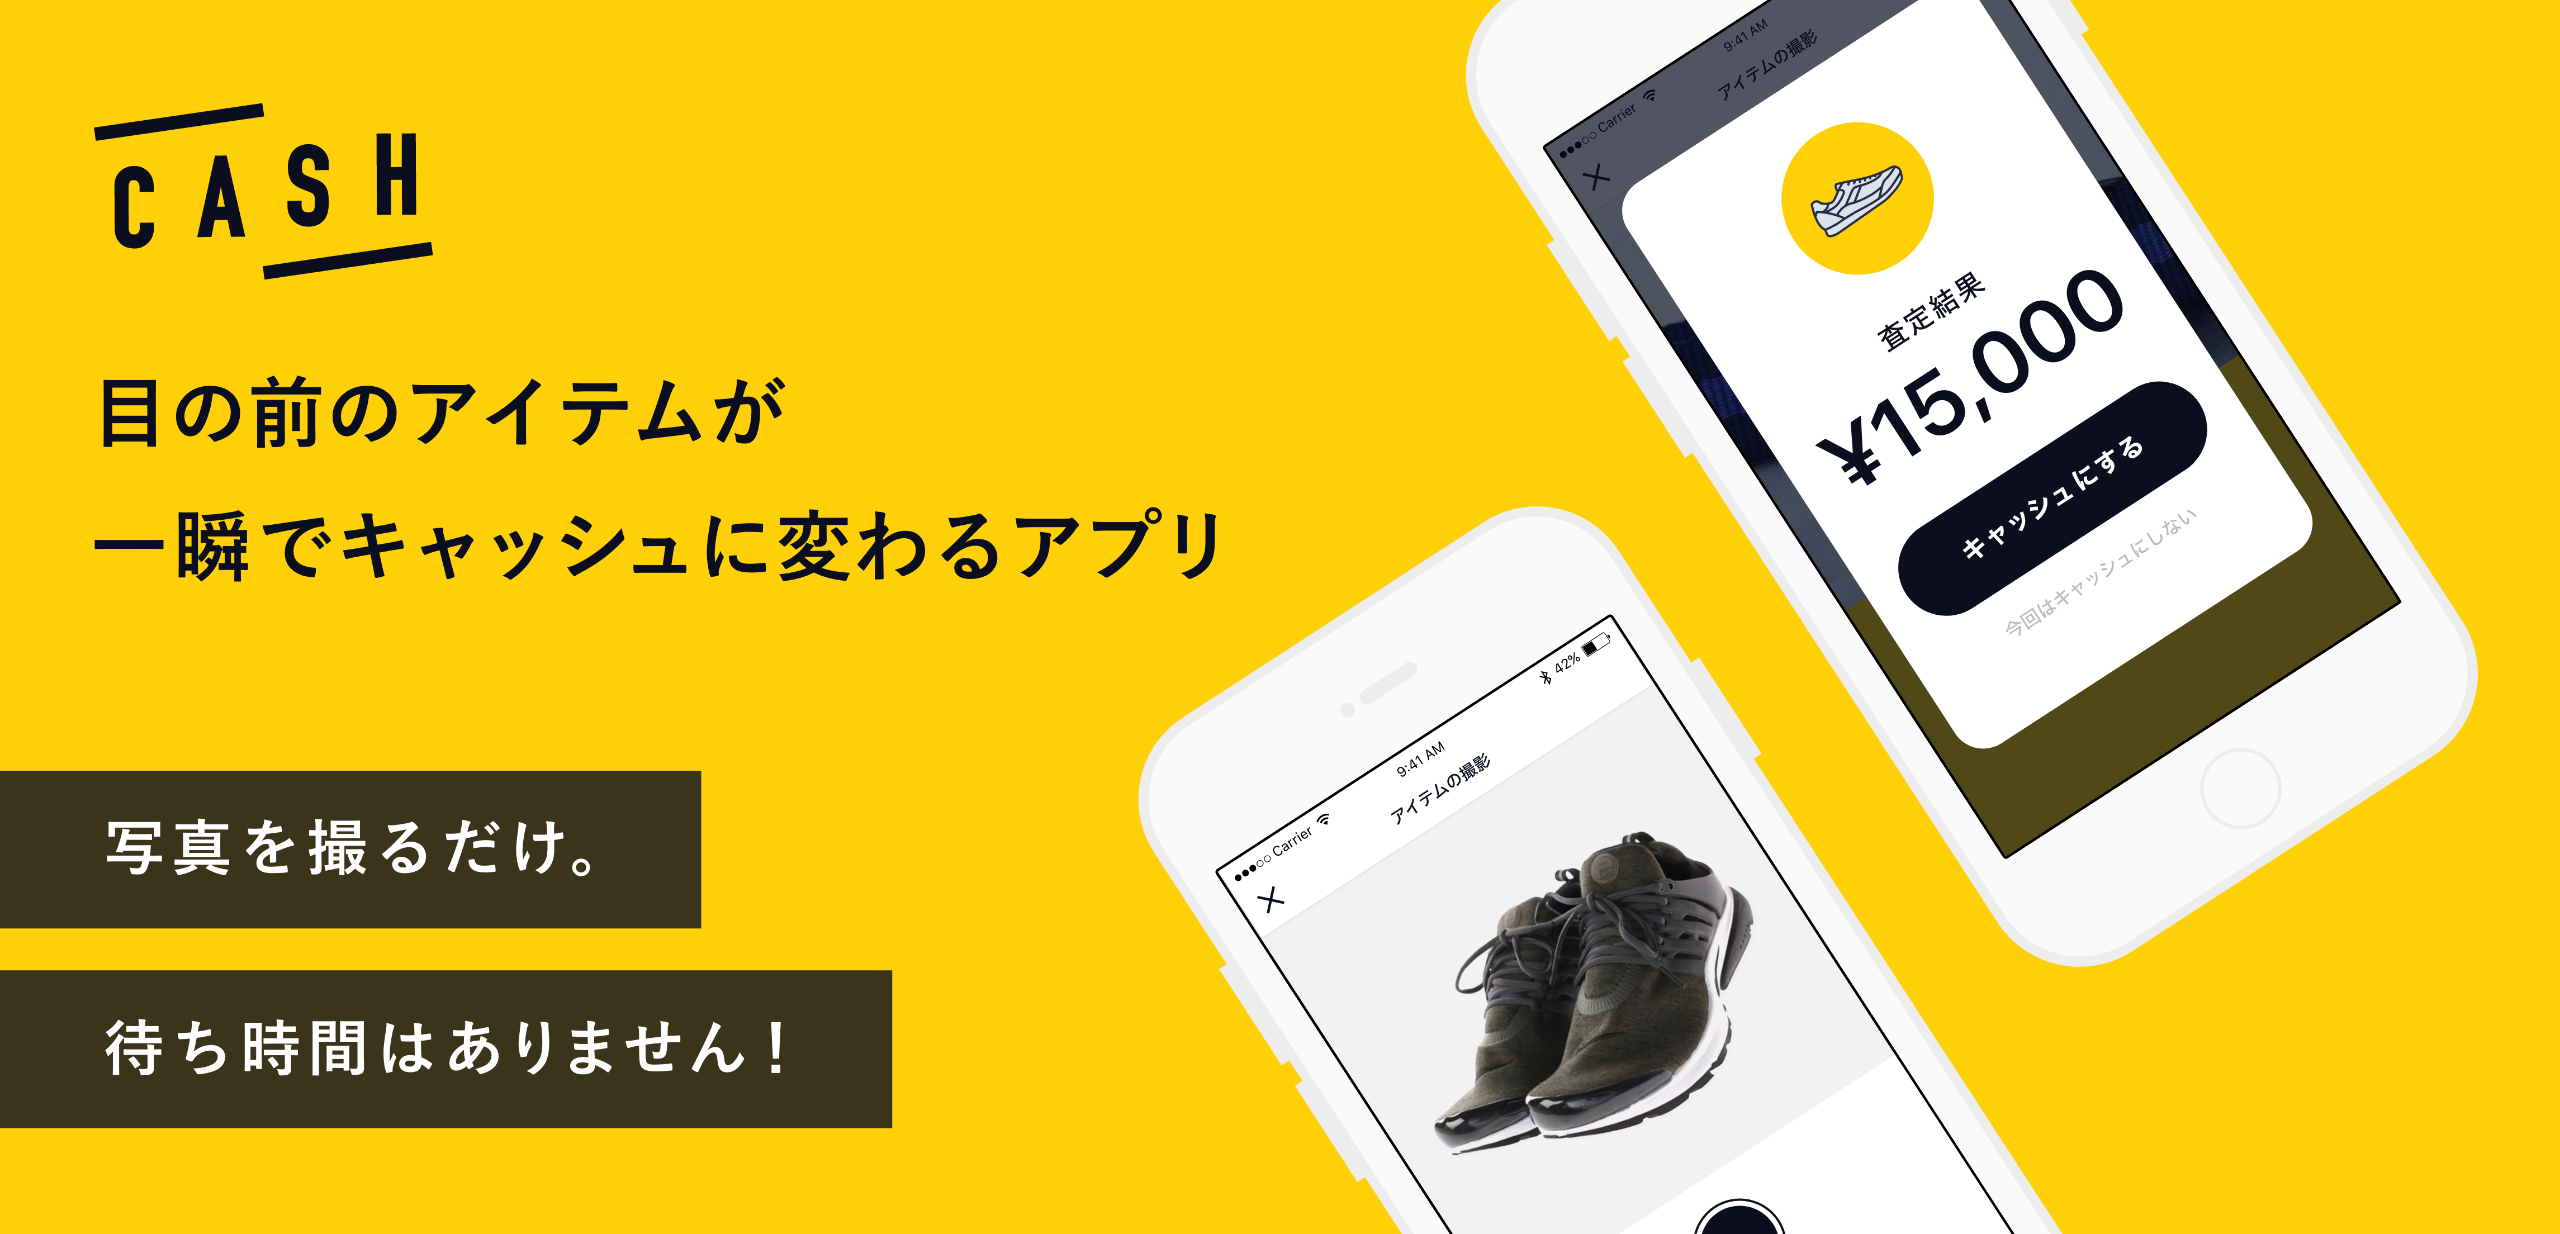 CASH
目の前のアイテムが
一瞬でキャッシュに変わるアプリ
写真を撮るだけ。
待ち時間はありません！
Carrier 9:41 AM
アイテムの撮影
査定結果
¥15,000
キャッシュにする
今回はキャッシュにしない
Carrier 9:41 AM 42%
アイテムの撮影